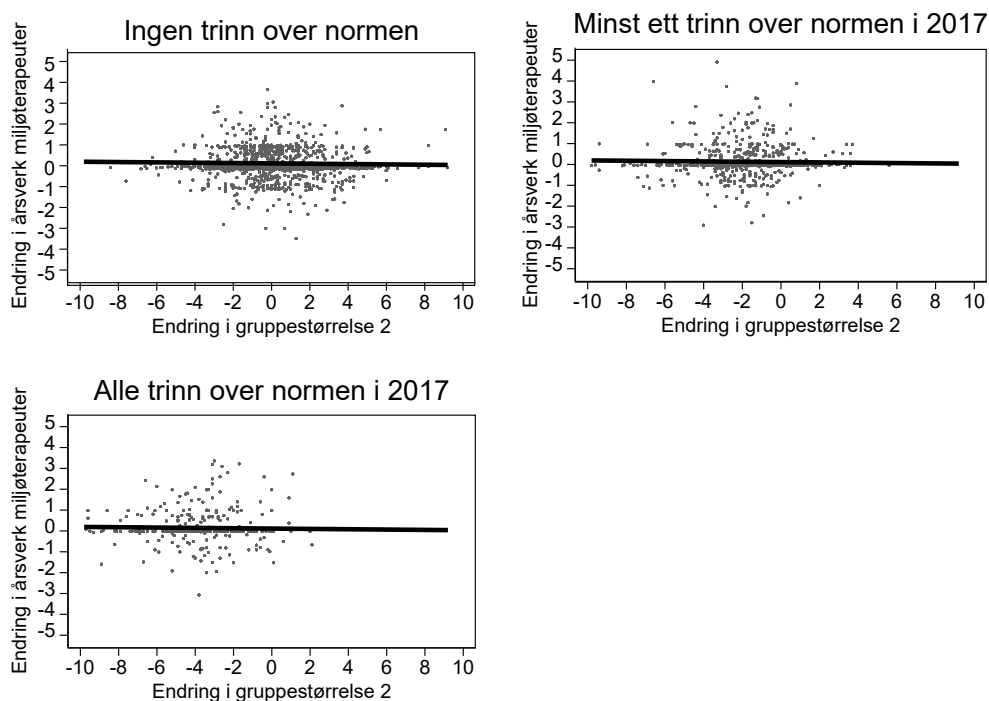 Ingen trinn over normen
Endring i årsverk miljøterapeuter
5
4
3
2
1
0
-1
-2
-3
-4
-5
-10 -8 -6 -4 -2 0 2 4 6 8 10
Endring i gruppestørrelse 2
Minst ett trinn over normen i 2017
Endring i årsverk miljøterapeuter
5
4
3
2
1
0
-1
-2
-3
-4
-5
-10 -8 -6 -4 -2 0 2 4 6 8 10
Endring i gruppestørrelse 2
Alle trinn over normen i 2017
Endring i årsverk miljøterapeuter
5
4
3
2
1
0
-1
-2
-3
-4
-5
-10 -8 -6 -4 -2 0 2 4 6 8 10
Endring i gruppestørrelse 2